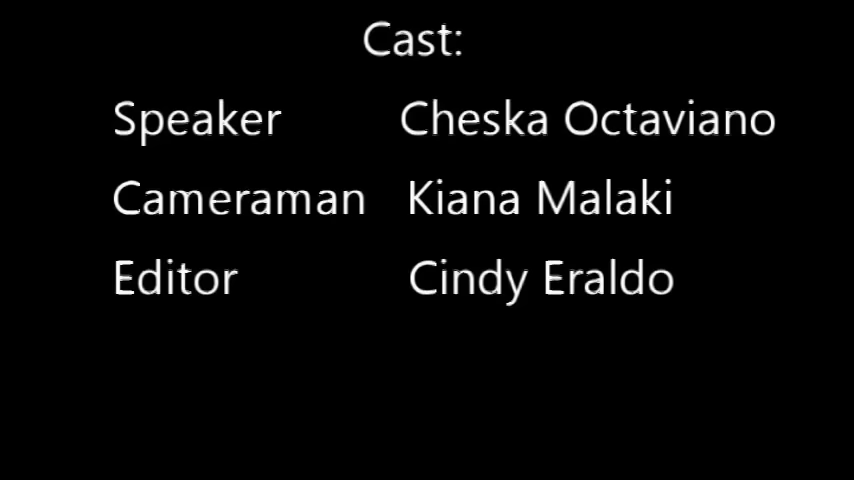 Cast:
Speaker Cheska Octaviano
Cameraman Kiana Malaki
Editor Cindy Eraldo